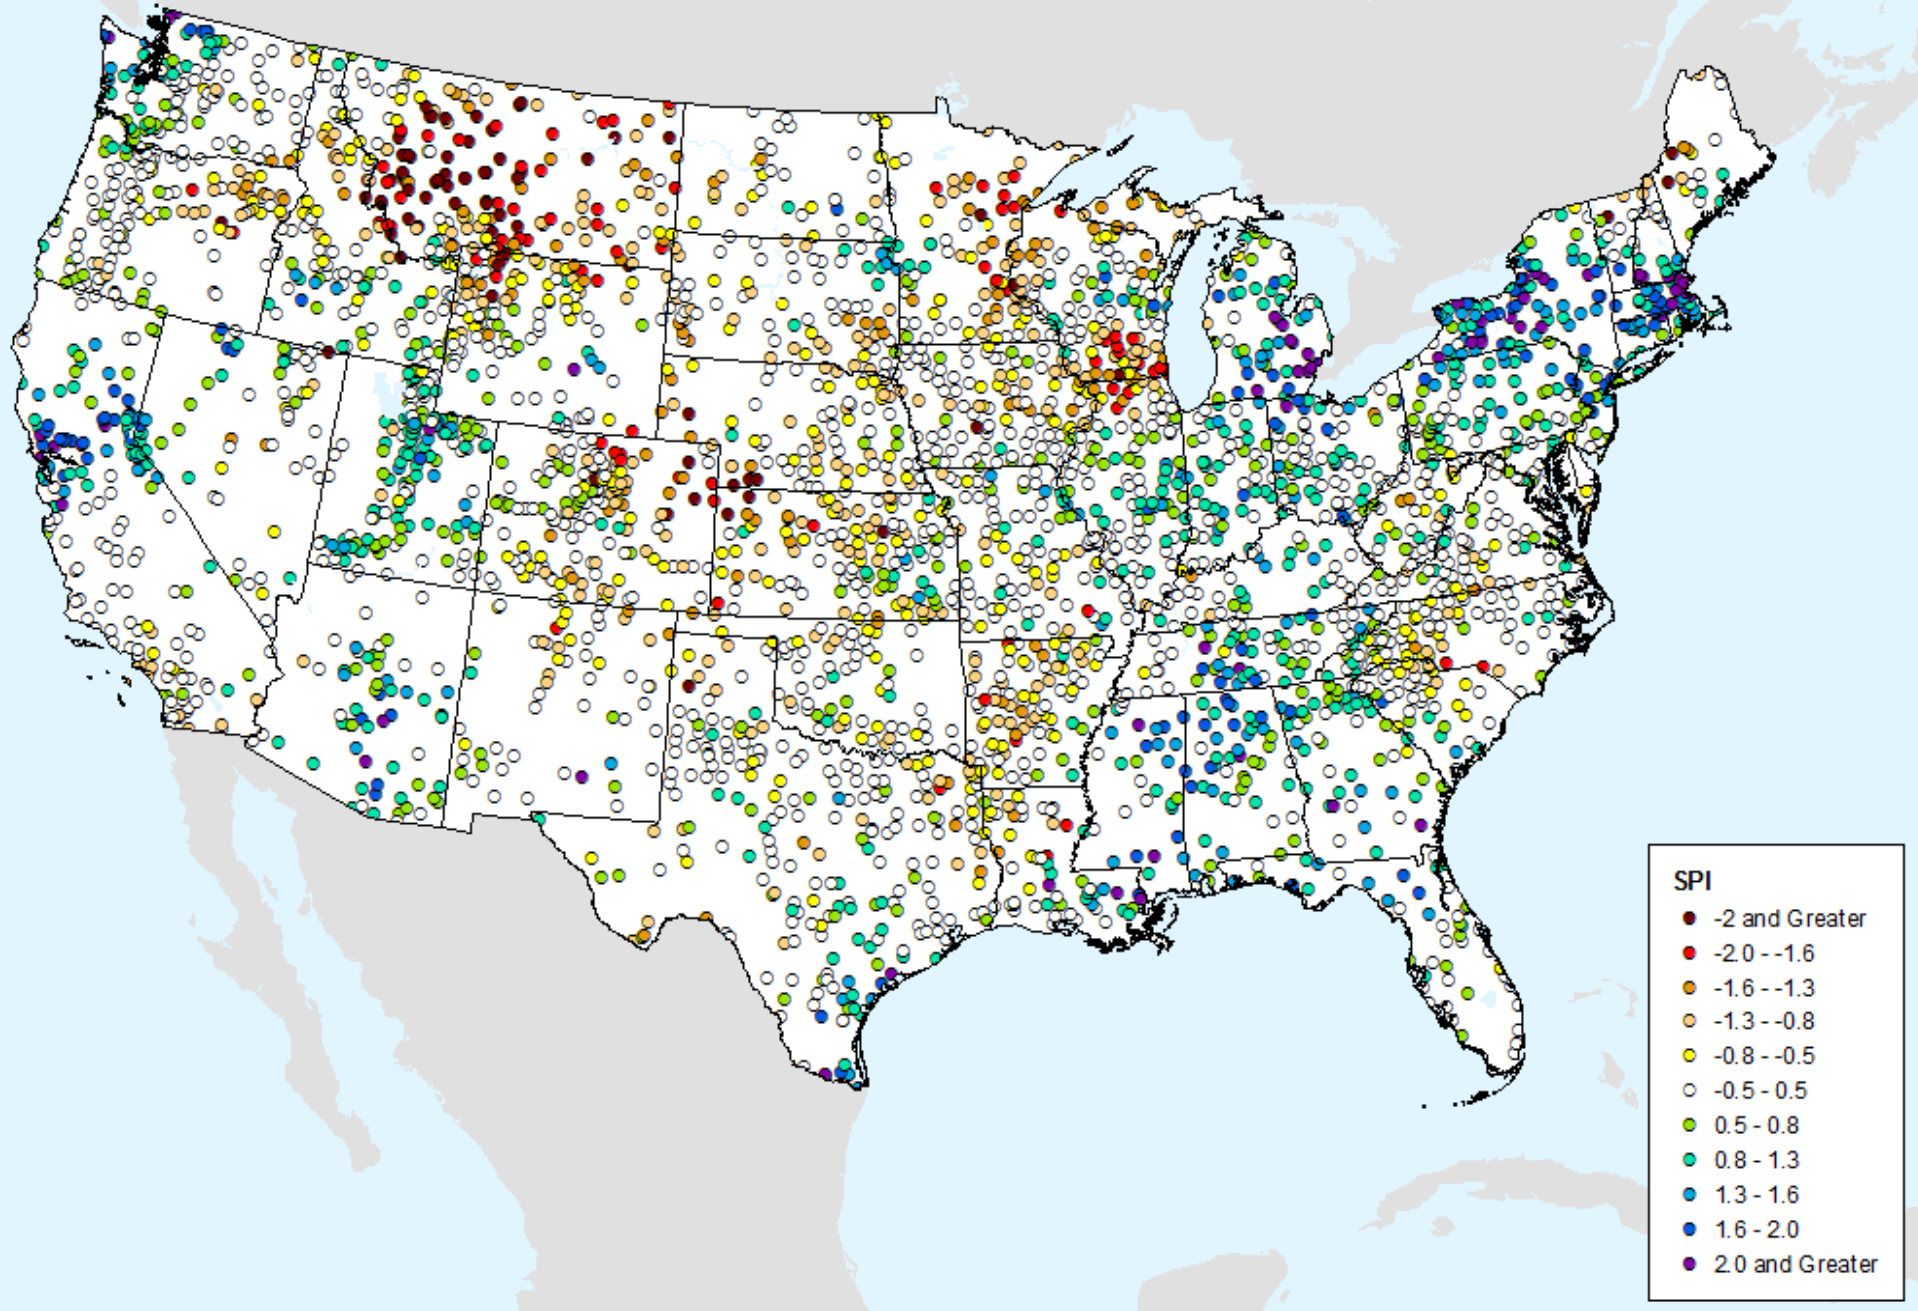 SPI
-2 and Greater
-2.0 - -1.6
-1.6 - -1.3
-1.3 - -0.8
-0.8 - -0.5
-0.5 - 0.5
0.5 - 0.8
0.8 - 1.3
1.3 - 1.6
1.6 - 2.0
2.0 and Greater